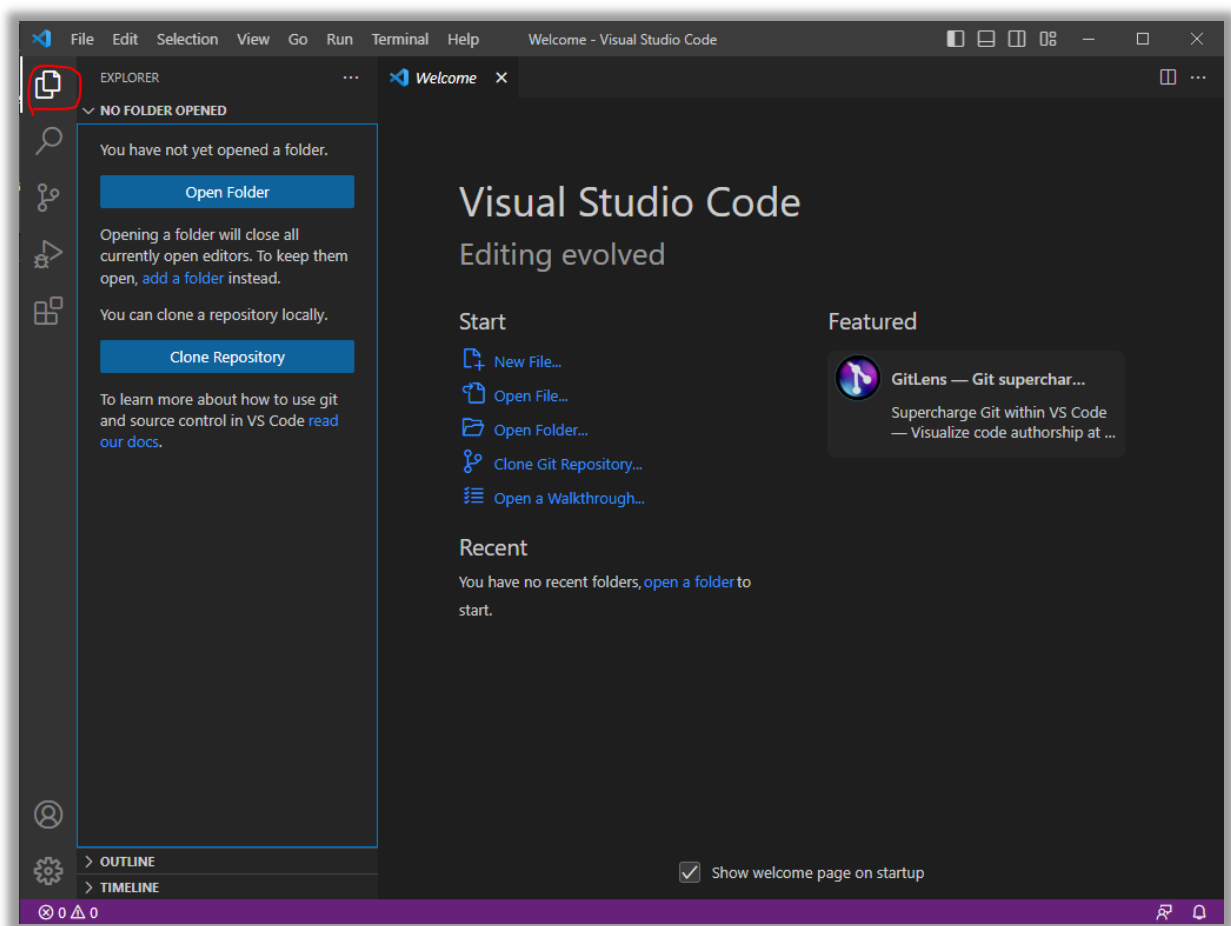 File Edit Selection View Go Run Terminal Help Welcome - Visual Studio Code
EXPLORER
NO FOLDER OPENED
You have not yet opened a folder.
Open Folder
Opening a folder will close all
currently open editors. To keep them
open, add a folder instead.
You can clone a repository locally.
Clone Repository
To learn more about how to use git
and source control in VS Code read
our docs.
OUTLINE
TIMELINE
Welcome
Visual Studio Code
Editing evolved
Start
New File...
Open File...
Open Folder...
Clone Git Repository...
Open a Walkthrough...
Recent
You have no recent folders, open a folder to
start.
Featured
GitLens — Git superchar...
Supercharge Git within VS Code
— Visualize code authorship at ...
Show welcome page on startup
0 0